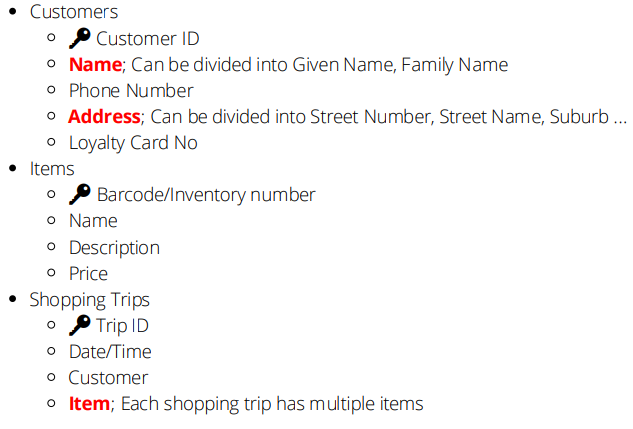 Customers
Customer ID
Name; Can be divided into Given Name, Family Name
Phone Number
Address; Can be divided into Street Number, Street Name, Suburb ...
Loyalty Card No
Items
Barcode/Inventory number
Name
Description
Price
Shopping Trips
Trip ID
Date/Time
Customer
Item; Each shopping trip has multiple items